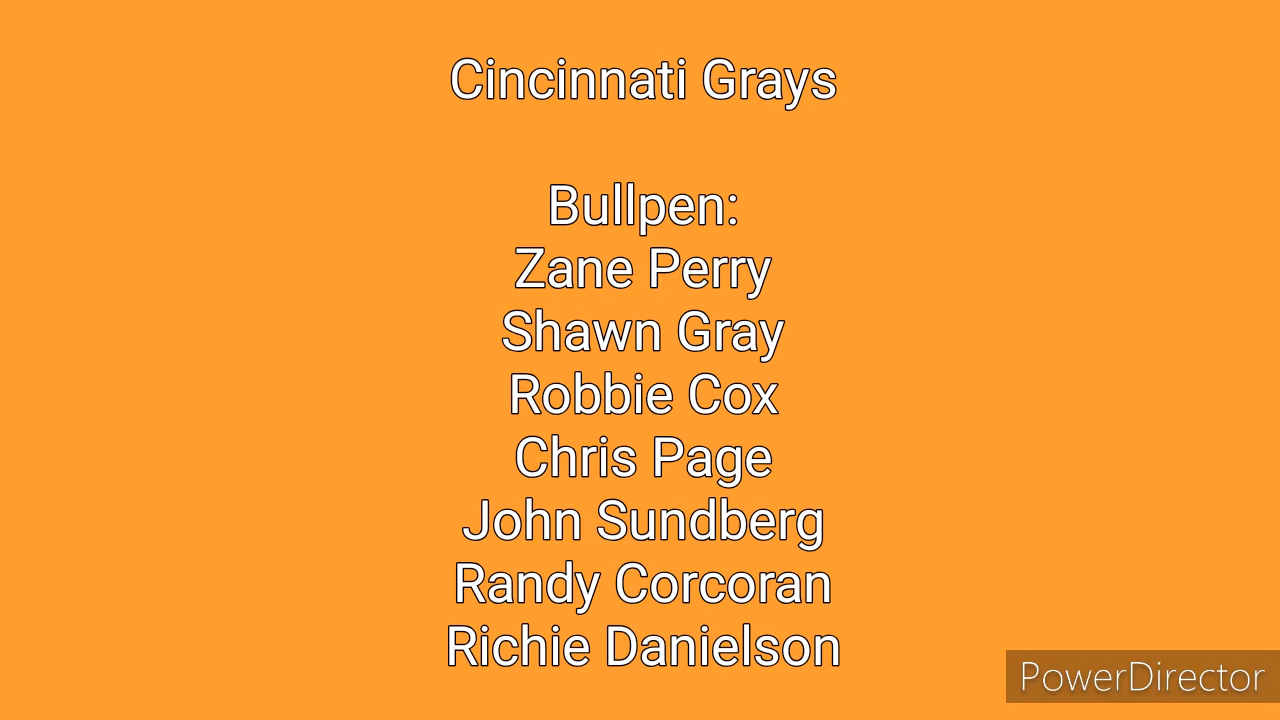 Cincinnati Grays
Bullpen:
Zane Perry
Shawn Gray
Robbie Cox
Chris Page
John Sundberg
Randy Corcoran
Richie Danielson
PowerDirector